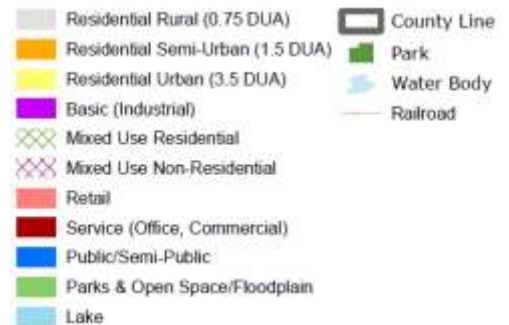 Residential Rural (0.75 DUA)
Residential Semi-Urban (1.5 DUA)
Residential Urban (3.5 DUA)
Basic (Industrial)
Mixed Use Residential
Mixed Use Non-Residential
Retail
Service (Office, Commercial)
Public/Semi-Public
Parks & Open Space/Floodplain
Lake
County Line
Park
Water Body
Railroad